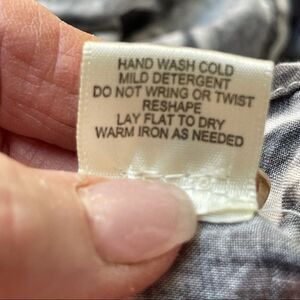 HAND WASH COLD
MILD DETERGENT
DO NOT WRING OR TWIST
RESHAPE
LAY FLAT TO DRY
WARM IRON AS NEEDED